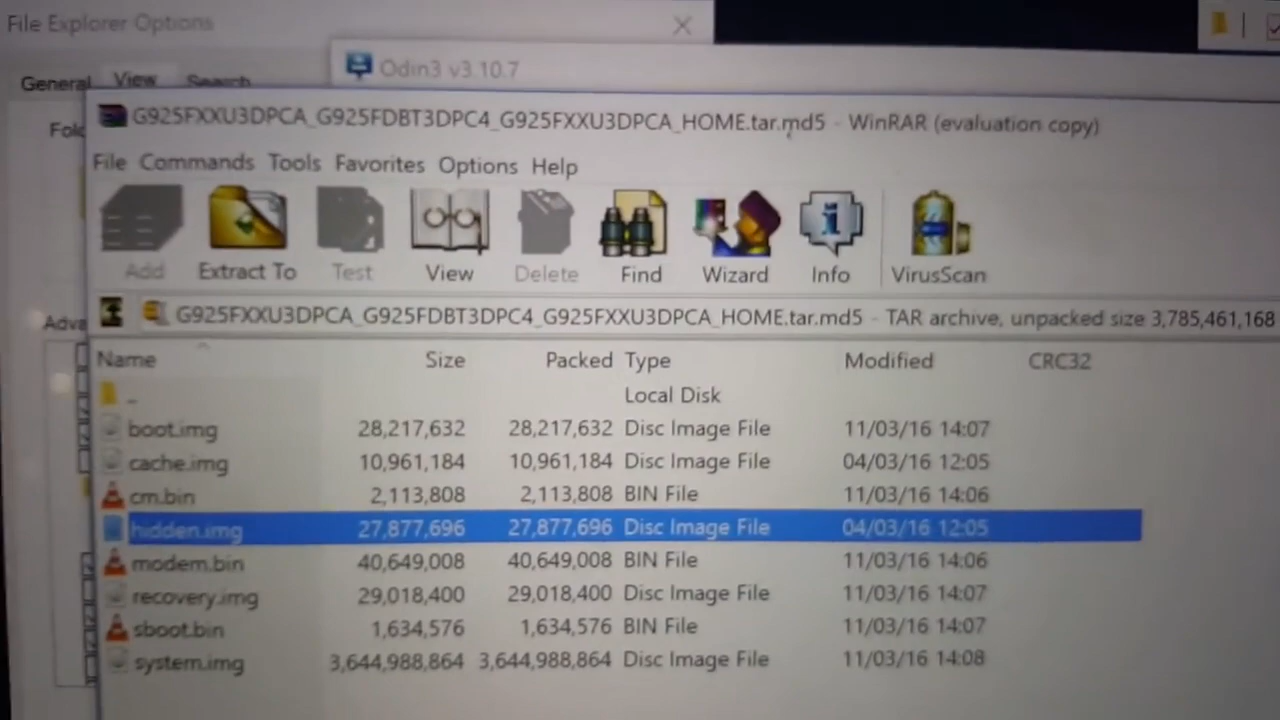 File Explorer Options
General View Search
Odin3 v3.10.7
G925FXXU3DPCA_G925FDBT3DPC4_G925FXXU3DPCA_HOME.tar.md5 - WinRAR (evaluation copy)
File Commands Tools Favorites Options Help
Add Extract To Test View Delete Find Wizard Info VirusScan
G925FXXU3DPCA_G925FDBT3DPC4_G925FXXU3DPCA_HOME.tar.md5 - TAR archive, unpacked size 3,785,461,168
Name Size Packed Type Modified CRC32
Local Disk
boot.img 28,217,632 28,217,632 Disc Image File 11/03/16 14:07
cache.img 10,961,184 10,961,184 Disc Image File 04/03/16 12:05
cm.bin 2,113,808 2,113,808 BIN File 11/03/16 14:06
hidden.img 27,877,696 27,877,696 Disc Image File 04/03/16 12:05
modem.bin 40,649,008 40,649,008 BIN File 11/03/16 14:06
recovery.img 29,018,400 29,018,400 Disc Image File 11/03/16 14:07
sboot.bin 1,634,576 1,634,576 BIN File 11/03/16 14:07
system.img 3,644,988,864 3,644,988,864 Disc Image File 11/03/16 14:08